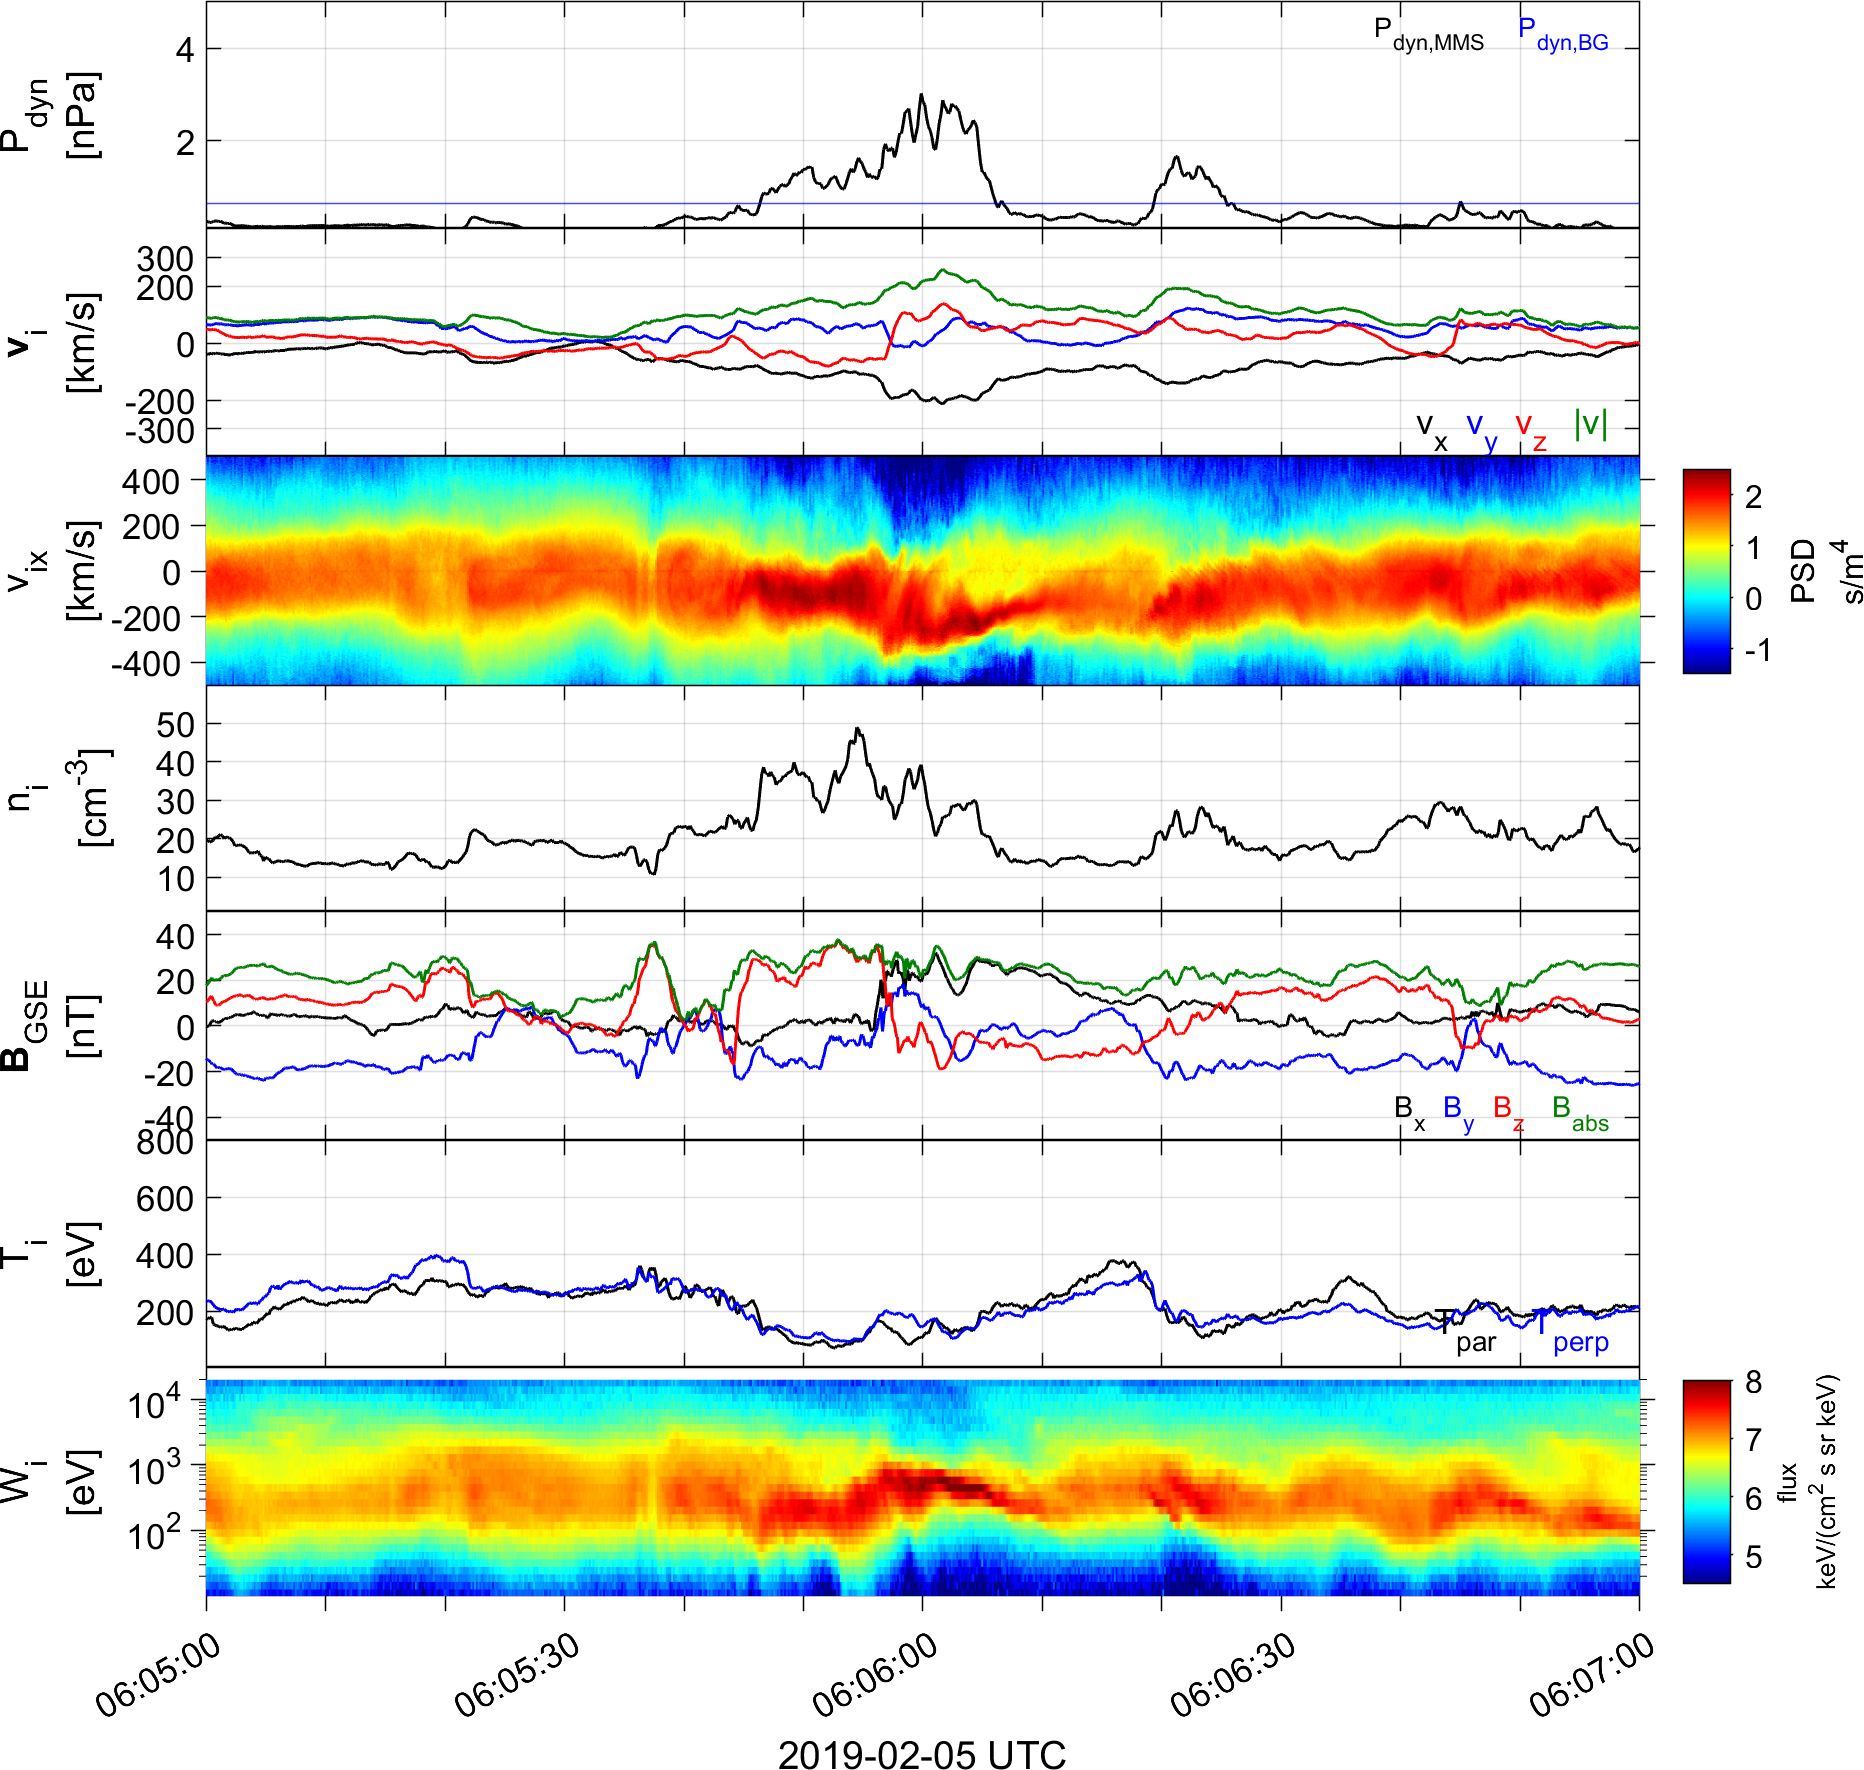 P_dyn [nPa]
4
2
P_dyn,MMS P_dyn,BG
v_i [km/s]
300
200
0
-200
-300
v_x v_y v_z |v|
v_ix [km/s]
400
200
0
-200
-400
2
1
0
-1
PSD
s/m^4
n_i [cm^-3]
50
40
30
20
10
B_GSE [nT]
40
20
0
-20
-40
B_x B_y B_z B_abs
T_i [eV]
800
600
400
200
T_par T_perp
W_i [eV]
10^4
10^3
10^2
8
7
6
5
flux
keV/(cm^2 s sr keV)
06:05:00 06:05:30 06:06:00 06:06:30 06:07:00
2019-02-05 UTC